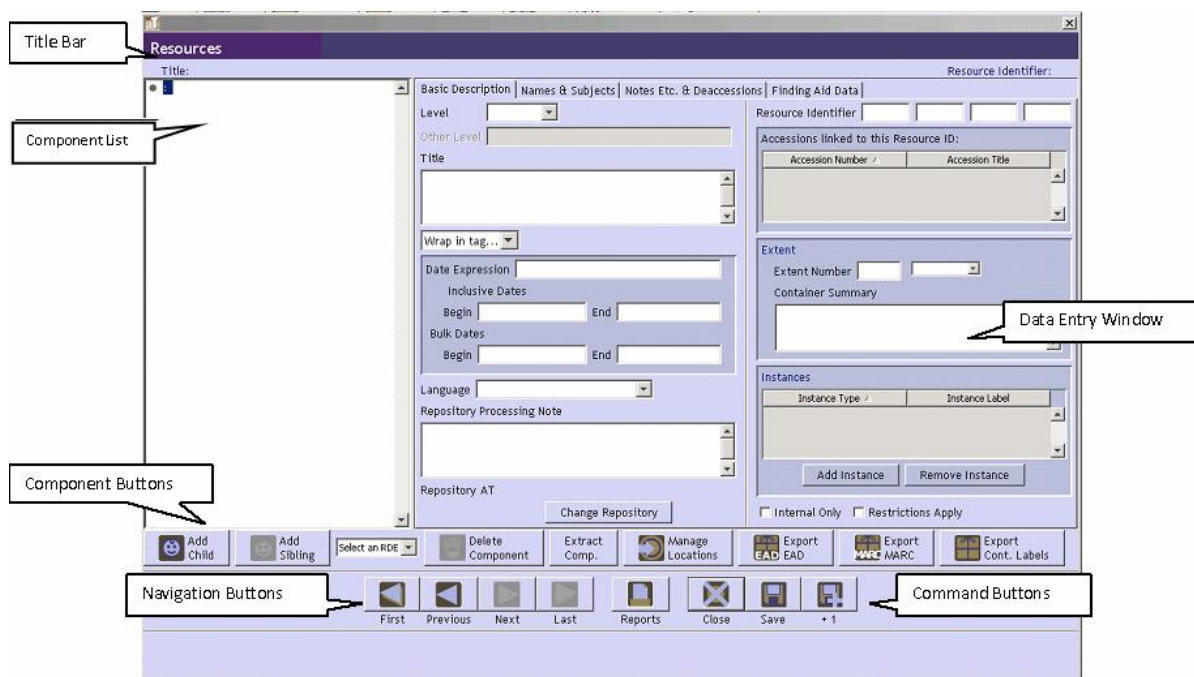 Title Bar
Resources
Title:
Resource Identifier:
Component List
Basic Description
Names & Subjects
Notes Etc. & Deaccessions
Finding Aid Data
Level
Other Level
Title
Wrap in tag...
Date Expression
Inclusive Dates
Begin
End
Bulk Dates
Begin
End
Language
Repository Processing Note
Repository AT
Change Repository
Resource Identifier
Accessions linked to this Resource ID:
Accession Number
Accession Title
Extent
Extent Number
Container Summary
Data Entry Window
Instances
Instance Type
Instance Label
Add Instance
Remove Instance
Internal Only
Restrictions Apply
Component Buttons
Add
Child
Add
Sibling
Select an RDE
Delete
Component
Extract
Comp.
Manage
Locations
EAD
Export
EAD
MARC
Export
MARC
Export
Cont. Labels
Navigation Buttons
First
Previous
Next
Last
Reports
Close
Save
+ 1
Command Buttons